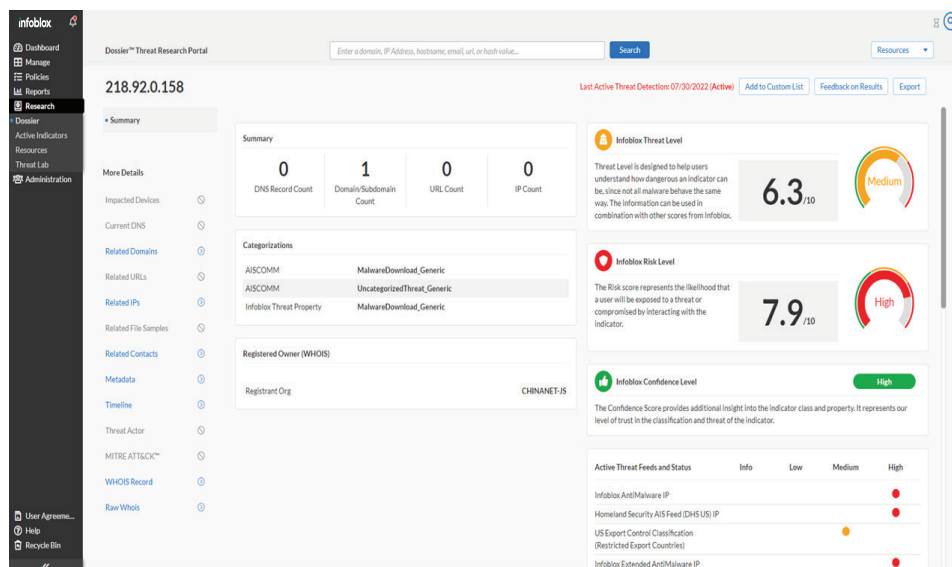 infoblox
Dashboard
Manage
Policies
Reports
Research
Dossier
Active Indicators
Resources
Threat Lab
Administration
User Agreeme...
Help
Recycle Bin
Dossier™ Threat Research Portal
Enter a domain, IP Address, hostname, email, url, or hash value...
Search
Resources
218.92.0.158
Last Active Threat Detection: 07/30/2022 (Active)
Add to Custom List
Feedback on Results
Export
• Summary
More Details
Impacted Devices
Current DNS
Related Domains
Related URLs
Related IPs
Related File Samples
Related Contacts
Metadata
Timeline
Threat Actor
MITRE ATT&CK™
WHOIS Record
Raw Whois
Summary
0 1 0 0
DNS Record Count Domain/Subdomain Count URL Count IP Count
Categorizations
AISCOMM MalwareDownload_Generic
AISCOMM UncategorizedThreat_Generic
Infoblox Threat Property MalwareDownload_Generic
Registered Owner (WHOIS)
Registrant Org CHINANET-JS
Infoblox Threat Level
Threat Level is designed to help users
understand how dangerous an indicator can
be, since not all malware behave the same
way. The information can be used in
combination with other scores from Infoblox.
6.3/10
Medium
Infoblox Risk Level
The Risk score represents the likelihood that
a user will be exposed to a threat or
compromised by interacting with the
indicator.
7.9/10
High
Infoblox Confidence Level
High
The Confidence Score provides additional insight into the indicator class and property. It represents our
level of trust in the classification and threat of the indicator.
Active Threat Feeds and Status Info Low Medium High
Infoblox AntiMalware IP
Homeland Security AIS Feed (DHS US) IP
US Export Control Classification
(Restricted Export Countries)
Infoblox Extended AntiMalware IP